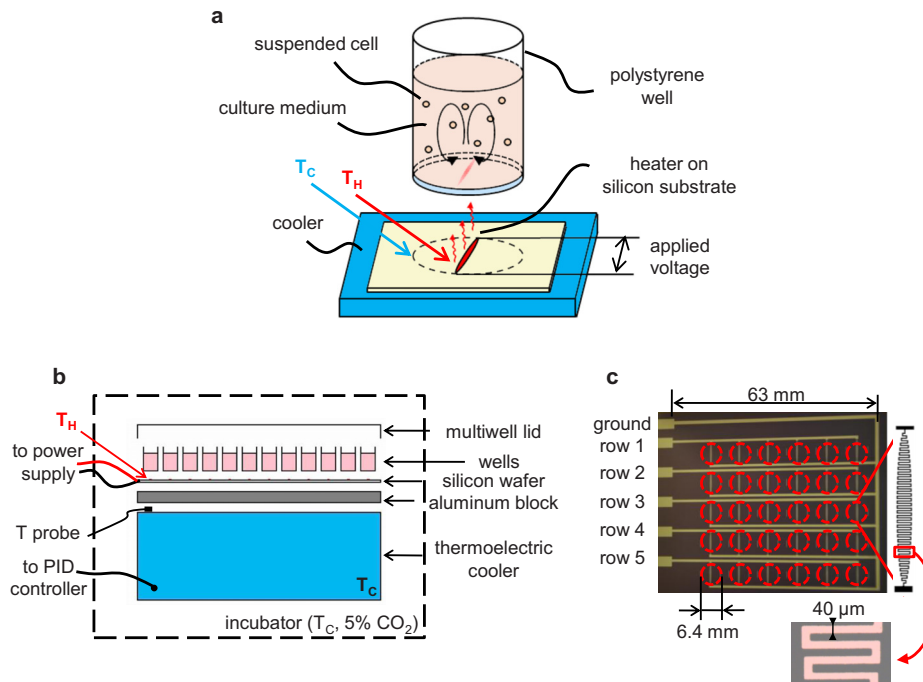 a
suspended cell
culture medium
polystyrene
well
T_C
T_H
heater on
silicon substrate
cooler
applied
voltage
b
T_H
to power
supply
T probe
to PID
controller
multiwell lid
wells
silicon wafer
aluminum block
thermoelectric
cooler
T_C
incubator (T_C, 5% CO₂)
c
63 mm
ground
row 1
row 2
row 3
row 4
row 5
6.4 mm
40 µm